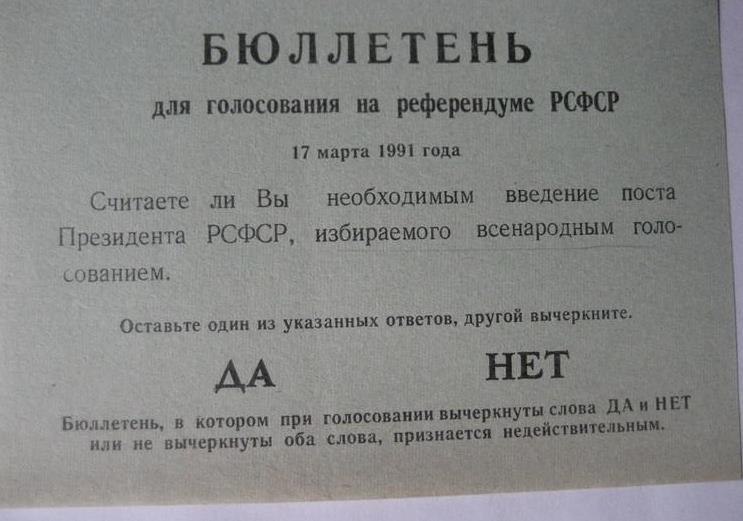 БЮЛЛЕТЕНЬ
для голосования на референдуме РСФСР
17 марта 1991 года
Считаете ли Вы необходимым введение поста
Президента РСФСР, избираемого всенародным голо-
сованием.
Оставьте один из указанных ответов, другой вычеркните.
ДА НЕТ
Бюллетень, в котором при голосовании вычеркнуты слова ДА и НЕТ
или не вычеркнуты оба слова, признается недействительным.